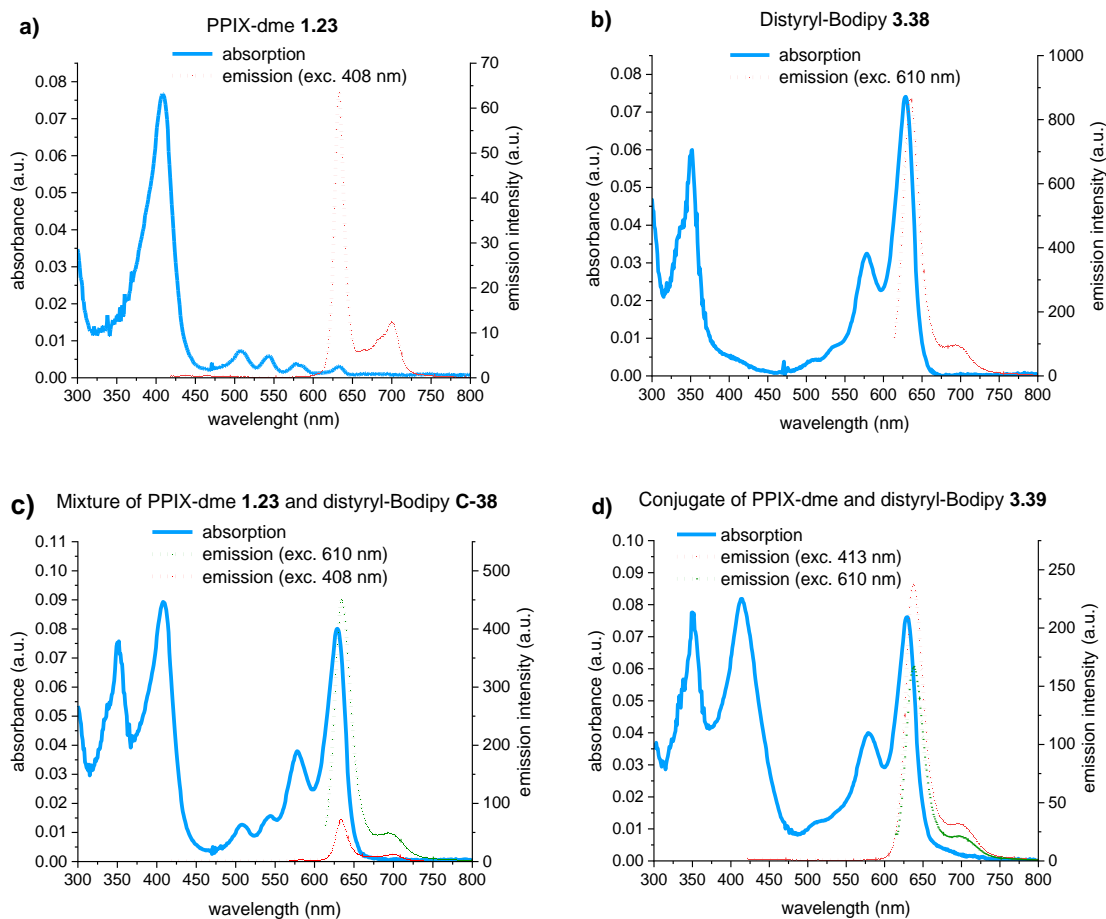 a)
PPIX-dme 1.23
absorption
emission (exc. 408 nm)
0.08
0.07
0.06
0.05
0.04
0.03
0.02
0.01
0.00
absorbance (a.u.)
70
60
50
40
30
20
10
0
emission intensity (a.u.)
300 350 400 450 500 550 600 650 700 750 800
wavelenght (nm)
b)
Distyryl-Bodipy 3.38
absorption
emission (exc. 610 nm)
0.08
0.07
0.06
0.05
0.04
0.03
0.02
0.01
0.00
absorbance (a.u.)
1000
800
600
400
200
0
emission intensity (a.u.)
300 350 400 450 500 550 600 650 700 750 800
wavelength (nm)
c)
Mixture of PPIX-dme 1.23 and distyryl-Bodipy C-38
absorption
emission (exc. 610 nm)
emission (exc. 408 nm)
0.11
0.10
0.09
0.08
0.07
0.06
0.05
0.04
0.03
0.02
0.01
0.00
absorbance (a.u.)
500
400
300
200
100
0
emission intensity (a.u.)
300 350 400 450 500 550 600 650 700 750 800
wavelength (nm)
d)
Conjugate of PPIX-dme and distyryl-Bodipy 3.39
absorption
emission (exc. 413 nm)
emission (exc. 610 nm)
0.10
0.09
0.08
0.07
0.06
0.05
0.04
0.03
0.02
0.01
0.00
absorbance (a.u.)
250
200
150
100
50
0
emission intensity (a.u.)
300 350 400 450 500 550 600 650 700 750 800
wavelength (nm)